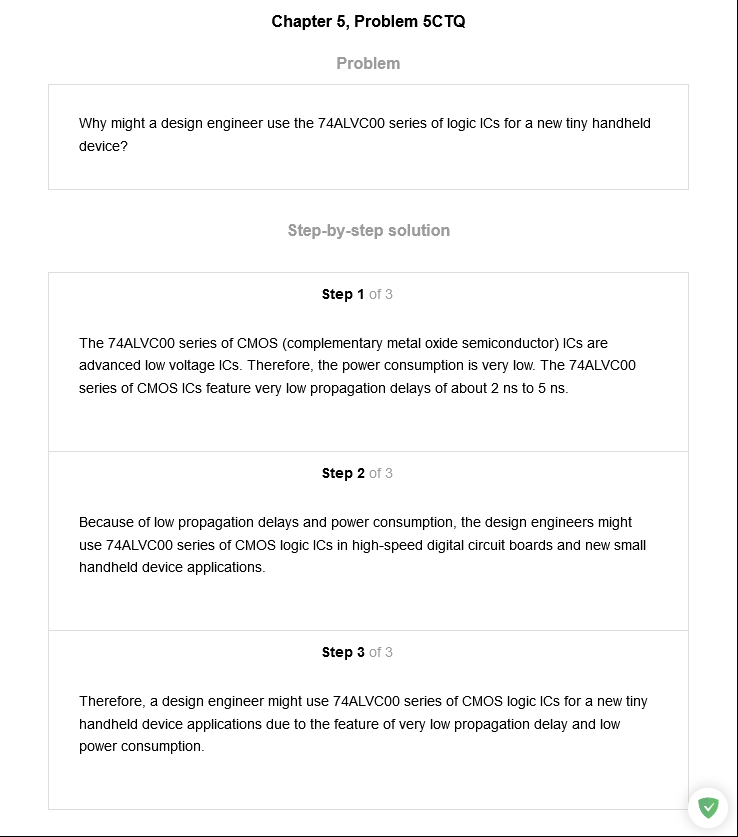 Chapter 5, Problem 5CTQ
Problem
Why might a design engineer use the 74ALVC00 series of logic ICs for a new tiny handheld
device?
Step-by-step solution
Step 1 of 3
The 74ALVC00 series of CMOS (complementary metal oxide semiconductor) ICs are
advanced low voltage ICs. Therefore, the power consumption is very low. The 74ALVC00
series of CMOS ICs feature very low propagation delays of about 2 ns to 5 ns.
Step 2 of 3
Because of low propagation delays and power consumption, the design engineers might
use 74ALVC00 series of CMOS logic ICs in high-speed digital circuit boards and new small
handheld device applications.
Step 3 of 3
Therefore, a design engineer might use 74ALVC00 series of CMOS logic ICs for a new tiny
handheld device applications due to the feature of very low propagation delay and low
power consumption.